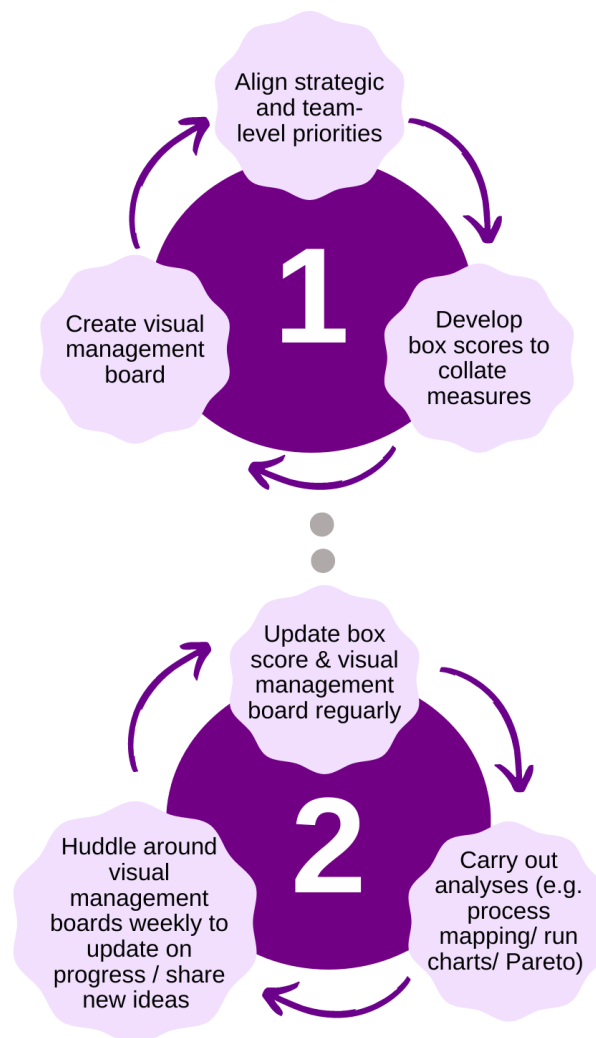 Align strategic
and team-
level priorities
1
Develop
box scores to
collate
measures
Create visual
management
board
Update box
score & visual
management
board reguarly
2
Carry out
analyses (e.g.
process
mapping/ run
charts/ Pareto)
Huddle around
visual
management
boards weekly to
update on
progress / share
new ideas